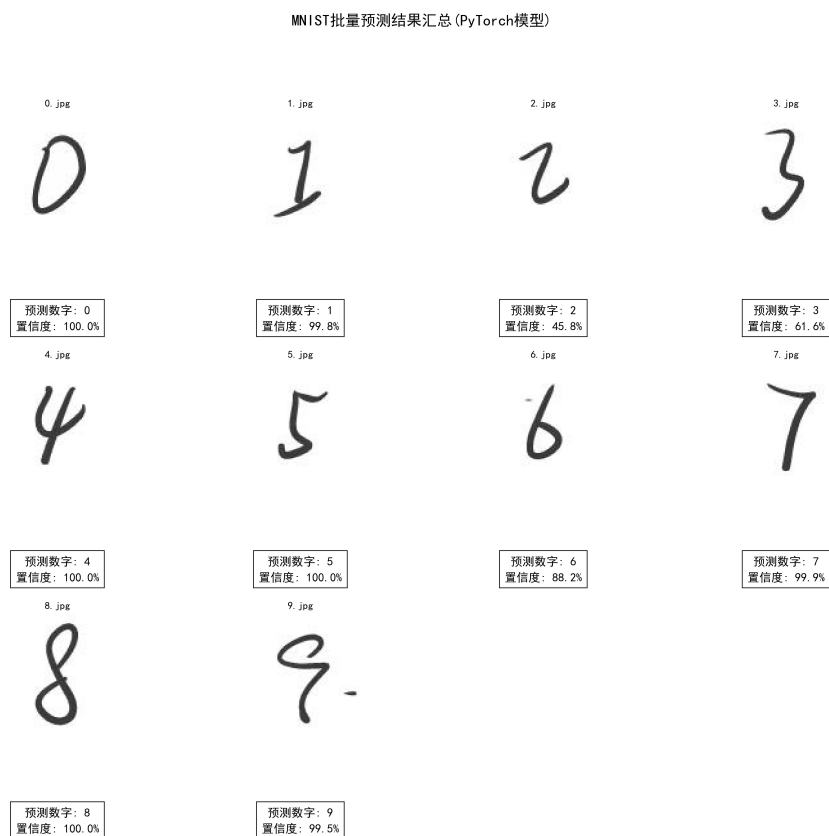 MNIST批量预测结果汇总(PyTorch模型)
0.jpg
1.jpg
2.jpg
3.jpg
0
1
2
3
预测数字: 0
置信度: 100.0%
预测数字: 1
置信度: 99.8%
预测数字: 2
置信度: 45.8%
预测数字: 3
置信度: 61.6%
4.jpg
5.jpg
6.jpg
7.jpg
4
5
6
7
预测数字: 4
置信度: 100.0%
预测数字: 5
置信度: 100.0%
预测数字: 6
置信度: 88.2%
预测数字: 7
置信度: 99.9%
8.jpg
9.jpg
8
9
预测数字: 8
置信度: 100.0%
预测数字: 9
置信度: 99.5%